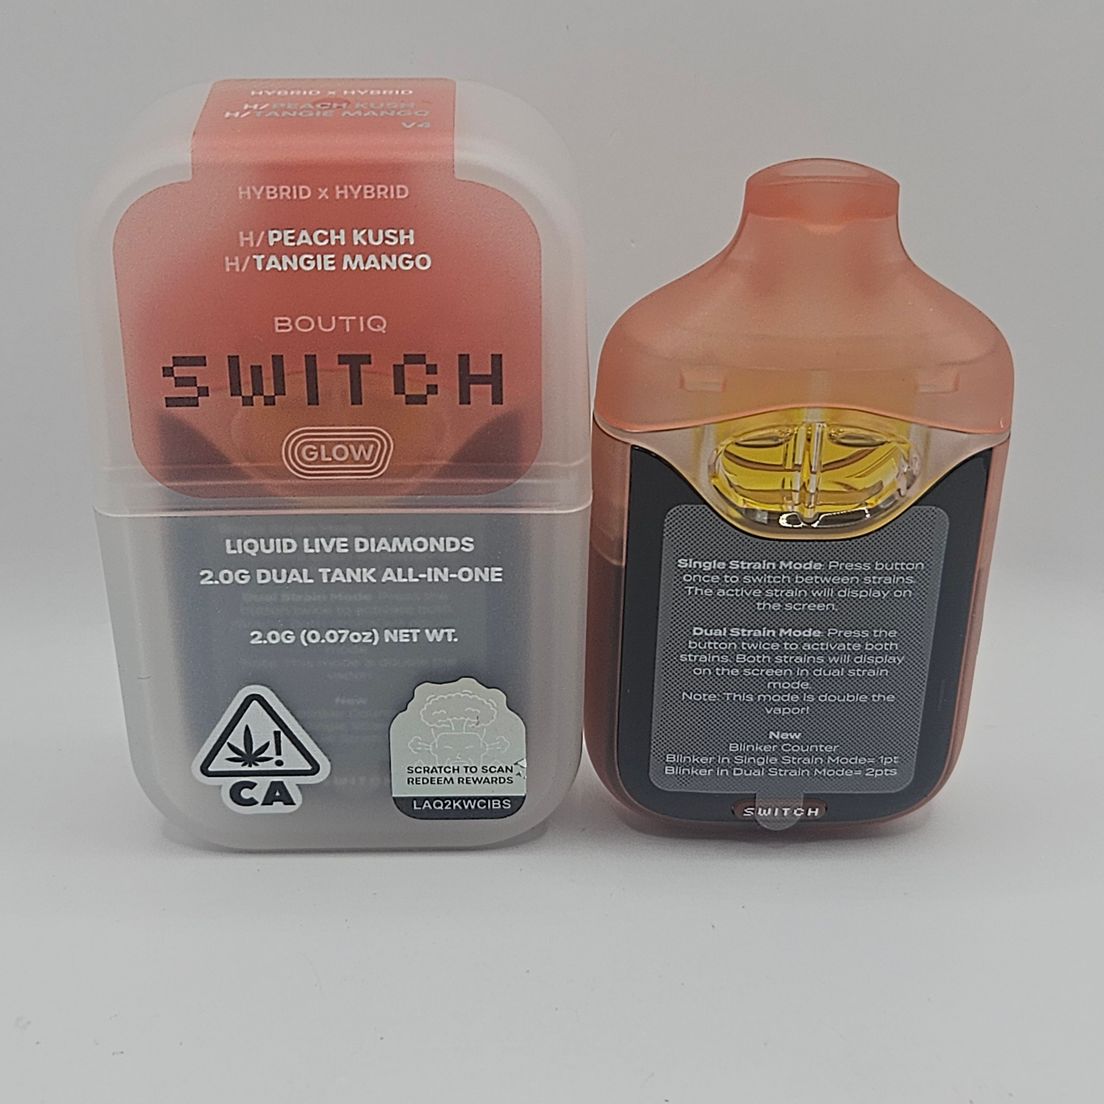 HYBRID x HYBRID
H/PEACH KUSH
H/TANGIE MANGO
V4
HYBRID x HYBRID
H/PEACH KUSH
H/TANGIE MANGO
BOUTIQ
SWITCH
GLOW
LIQUID LIVE DIAMONDS
2.0G DUAL TANK ALL-IN-ONE
2.0G (0.07oz) NET WT.
CA
SCRATCH TO SCAN
REDEEM REWARDS
LAQ2KWCIBS
Single Strain Mode: Press button
once to switch between strains.
The active strain will display on
the screen.
Dual Strain Mode: Press the
button twice to activate both
strains. Both strains will display
on the screen in dual strain
mode.
Note: This mode is double the
vapor!
New
Blinker Counter
Blinker in Single Strain Mode= 1pt
Blinker in Dual Strain Mode= 2pts
SWITCH